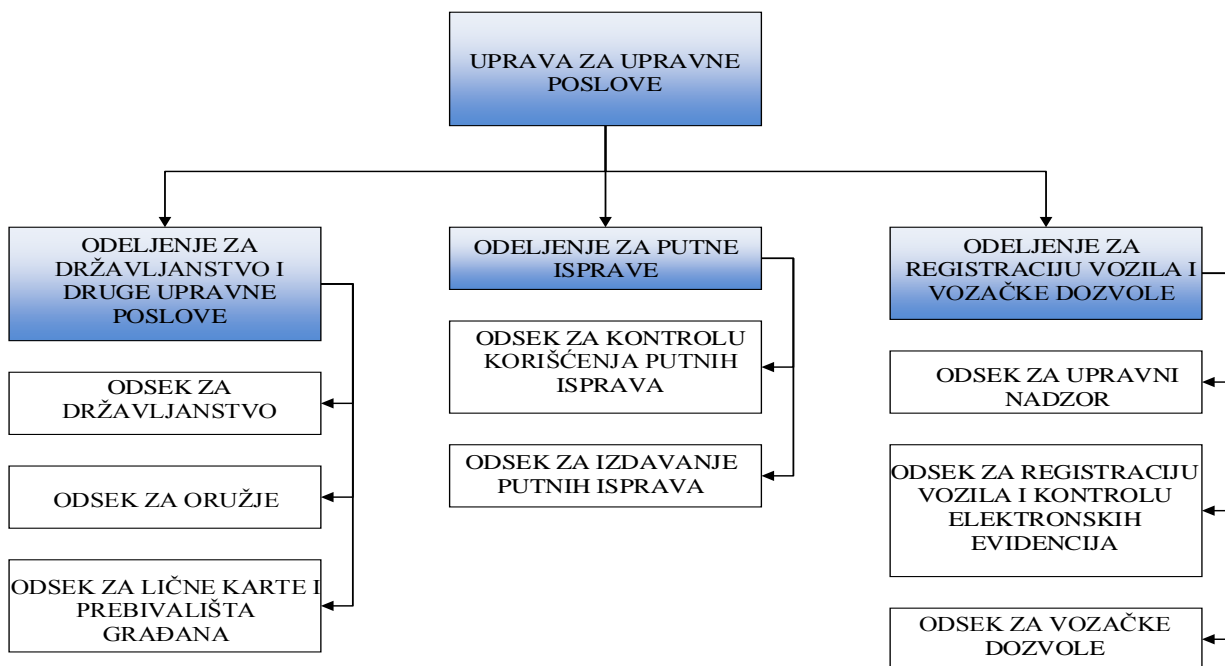 UPRAVA ZA UPRAVNE
POSLOVE
ODELJENJE ZA
DRŽAVLJANSTVO I
DRUGE UPRAVNE
POSLOVE
ODSEK ZA
DRŽAVLJANSTVO
ODSEK ZA ORUŽJE
ODSEK ZA LIČNE KARTE I
PREBIVALIŠTA
GRAĐANA
ODELJENJE ZA PUTNE
ISPRAVE
ODSEK ZA KONTROLU
KORIŠĆENJA PUTNIH
ISPRAVA
ODSEK ZA IZDAVANJE
PUTNIH ISPRAVA
ODELJENJE ZA
REGISTRACIJU VOZILA I
VOZAČKE DOZVOLE
ODSEK ZA UPRAVNI
NADZOR
ODSEK ZA REGISTRACIJU
VOZILA I KONTROLU
ELEKTRONSKIH
EVIDENCIJA
ODSEK ZA VOZAČKE
DOZVOLE